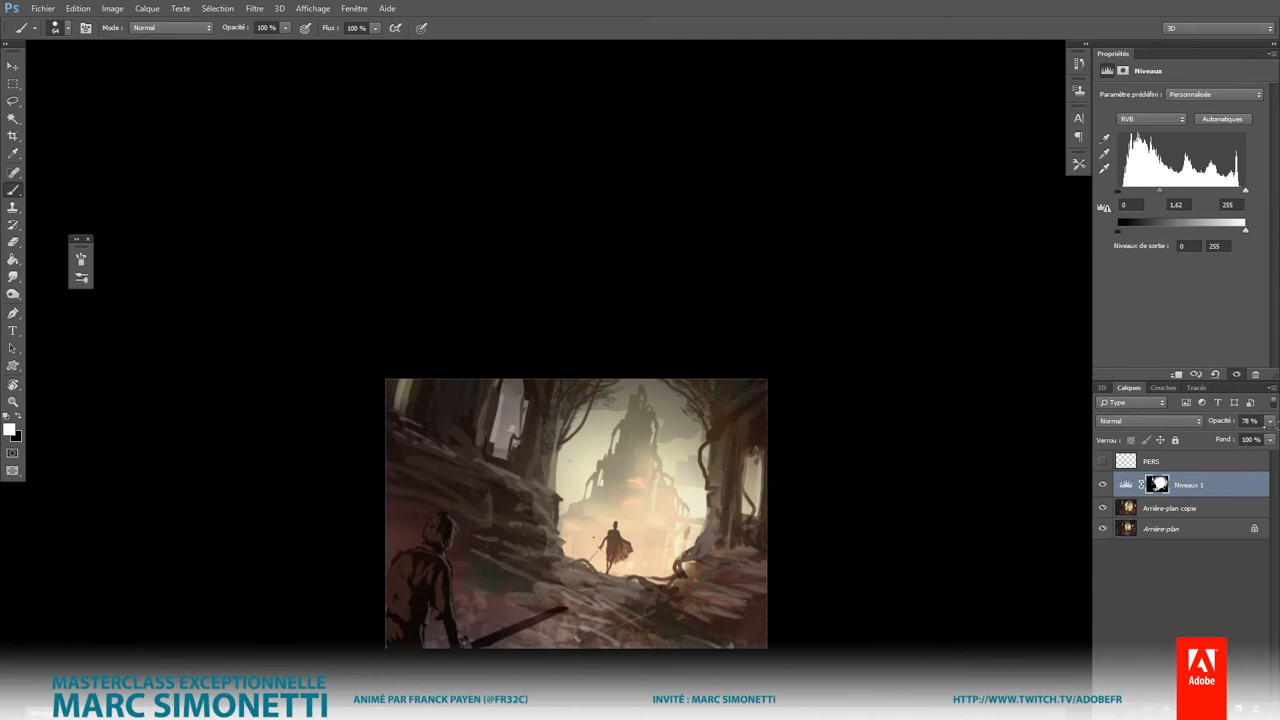 Ps Fichier Edition Image Calque Texte Sélection Filtre 3D Affichage Fenêtre Aide
64 Mode : Normal Opacité : 100 % Flux : 100 % 3D
Propriétés
Niveaux
Paramètre prédéfini : Personnalisée
RVB Automatiques
0 1,62 255
Niveaux de sortie : 0 255
3D Calques Couches Tracés
Type
Normal Opacité : 78 %
Verrou : Fond : 100 %
PERS
Niveaux 1
Arrière-plan copie
Arrière-plan
MASTERCLASS EXCEPTIONNELLE
MARC SIMONETTI
ANIMÉ PAR FRANCK PAYEN (@FR32C)
INVITÉ : MARC SIMONETTI
HTTP://WWW.TWITCH.TV/ADOBEFR
Adobe